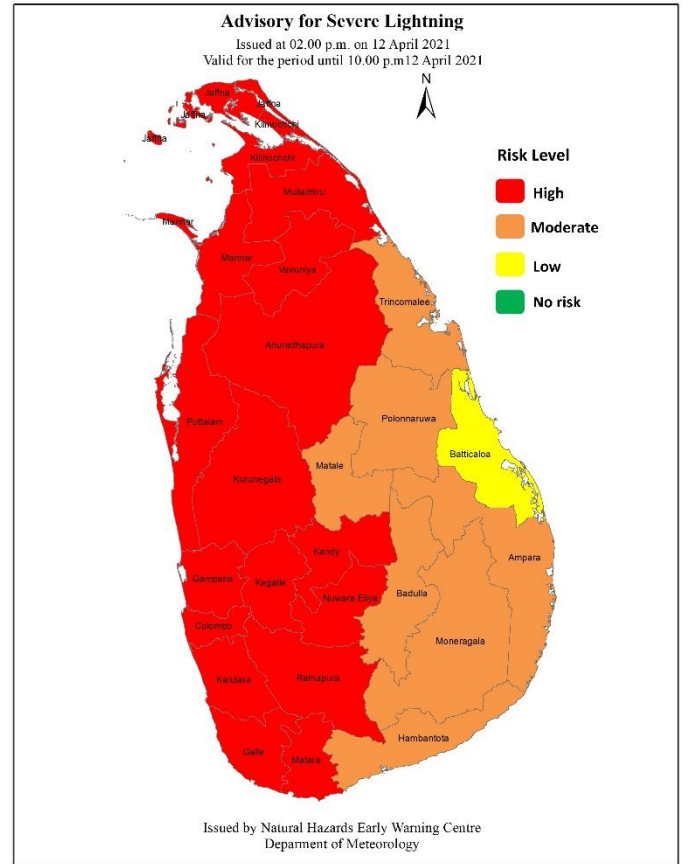 Advisory for Severe Lightning
Issued at 02.00 p.m. on 12 April 2021
Valid for the period until 10.00 p.m12 April 2021
N
Risk Level
High
Moderate
Low
No risk
Jaffna
Jaffna
Jaffna
Jaffna
Kilinochchi
Kilinochchi
Mullaittivu
Mannar
Mannar
Vavuniya
Trincomalee
Anuradhapura
Polonnaruwa
Puttalam
Batticaloa
Matale
Kurunegala
Kandy
Ampara
Gampaha
Kegalle
Nuwara Eliya
Badulla
Colombo
Moneragala
Kalutara
Ratnapura
Hambantota
Galle
Matara
Issued by Natural Hazards Early Warning Centre
Deparment of Meteorology